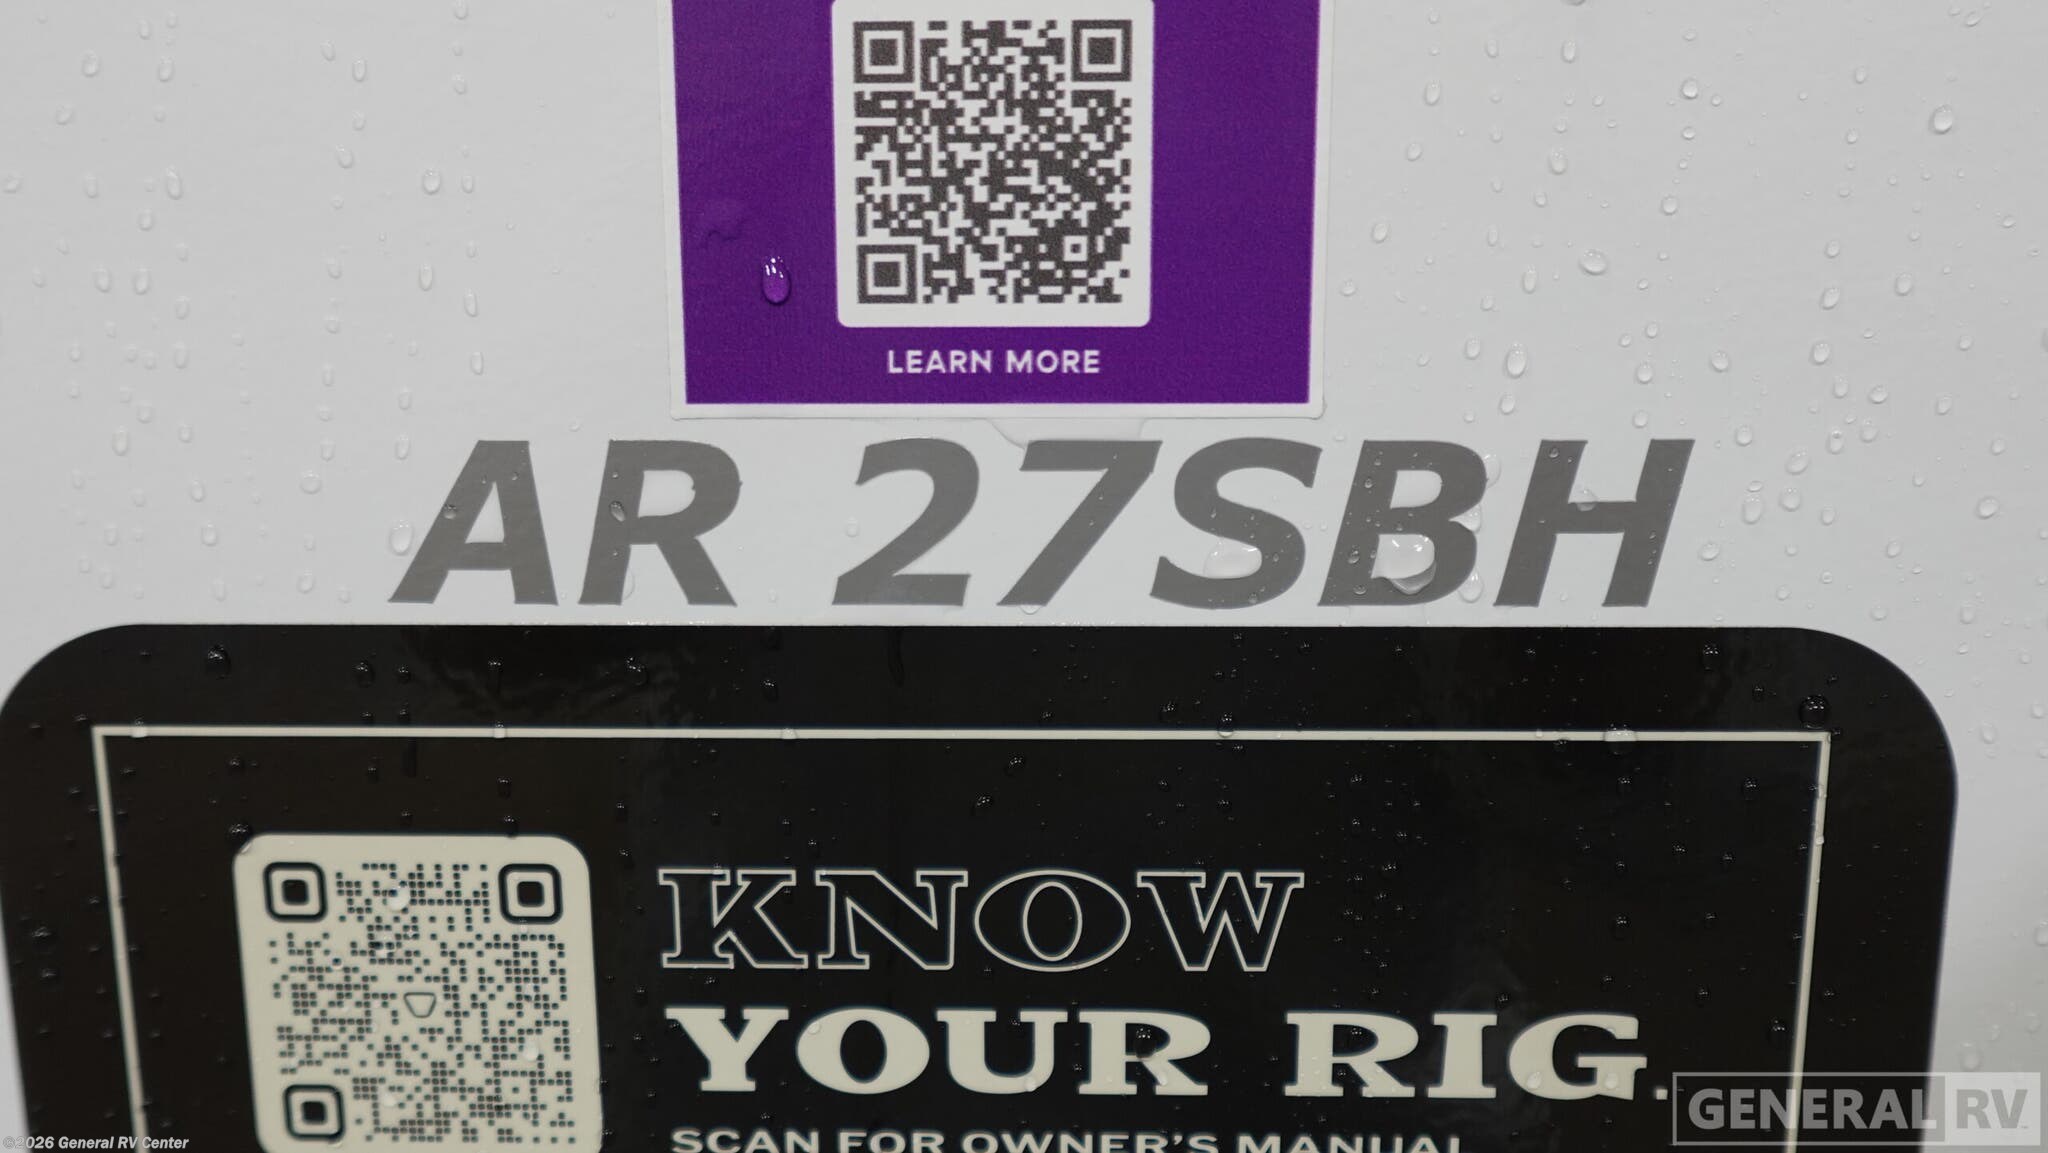 LEARN MORE
AR 27SBH
KNOW
YOUR RIG.
SCAN FOR OWNER'S MANUAL
GENERAL RV
©2026 General RV Center